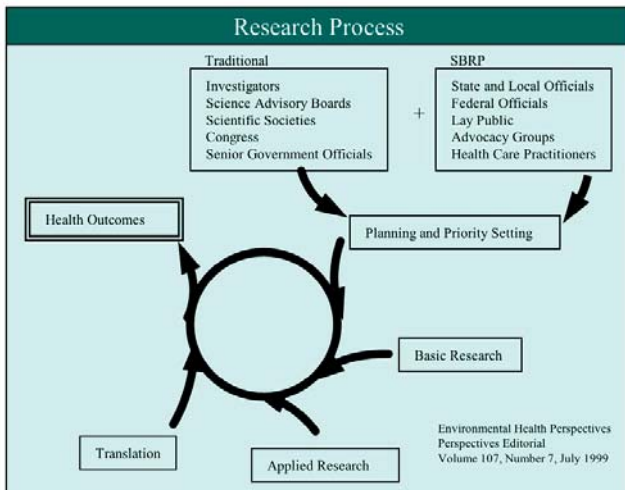 Research Process
Traditional
Investigators
Science Advisory Boards
Scientific Societies
Congress
Senior Government Officials
+
SBRP
State and Local Officials
Federal Officials
Lay Public
Advocacy Groups
Health Care Practitioners
Health Outcomes
Planning and Priority Setting
Basic Research
Translation
Applied Research
Environmental Health Perspectives
Perspectives Editorial
Volume 107, Number 7, July 1999